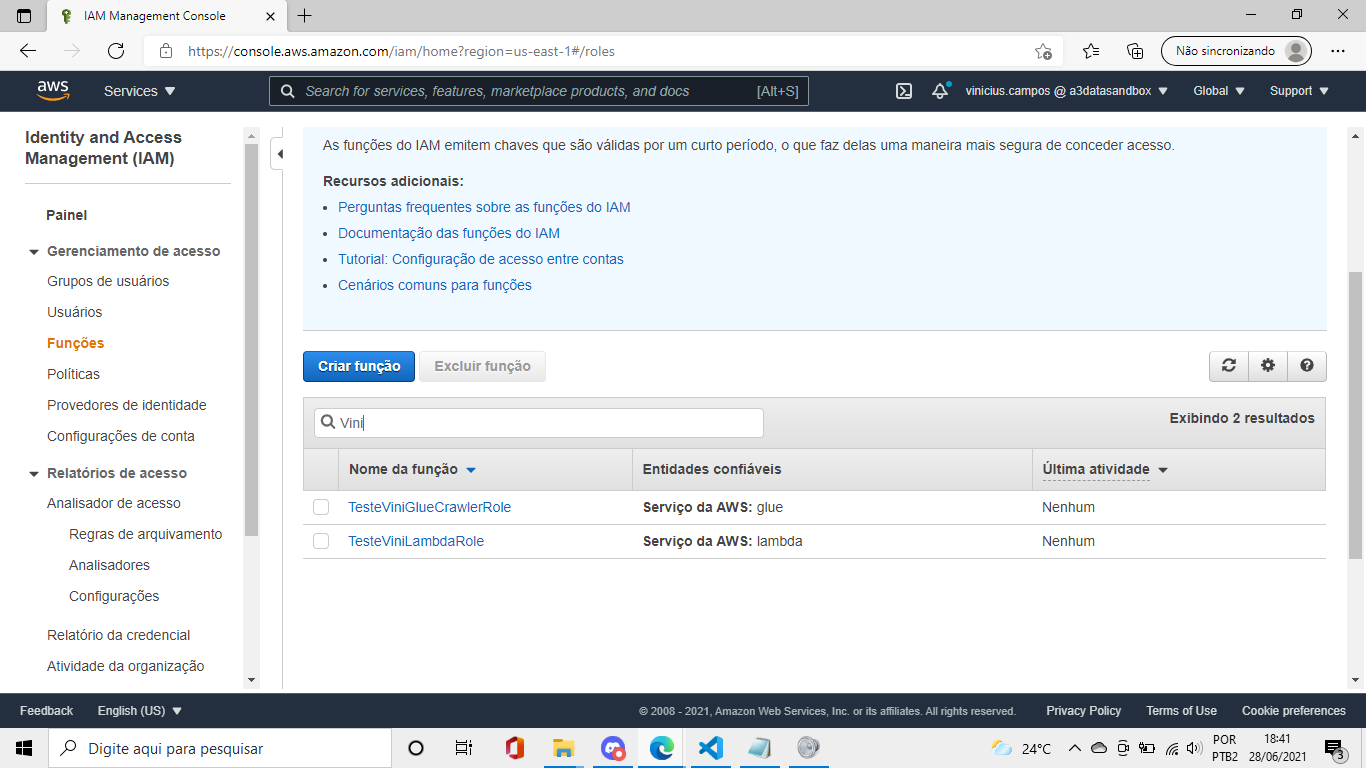 IAM Management Console
https://console.aws.amazon.com/iam/home?region=us-east-1#/roles
Não sincronizando
aws
Services
Search for services, features, marketplace products, and docs [Alt+S]
vinicius.campos @ a3datasandbox
Global
Support
Identity and Access
Management (IAM)
Painel
Gerenciamento de acesso
Grupos de usuários
Usuários
Funções
Políticas
Provedores de identidade
Configurações de conta
Relatórios de acesso
Analisador de acesso
Regras de arquivamento
Analisadores
Configurações
Relatório da credencial
Atividade da organização
As funções do IAM emitem chaves que são válidas por um curto período, o que faz delas uma maneira mais segura de conceder acesso.
Recursos adicionais:
• Perguntas frequentes sobre as funções do IAM
• Documentação das funções do IAM
• Tutorial: Configuração de acesso entre contas
• Cenários comuns para funções
Criar função
Excluir função
Vini
Exibindo 2 resultados
Nome da função Entidades confiáveis Última atividade
TesteViniGlueCrawlerRole Serviço da AWS: glue Nenhum
TesteViniLambdaRole Serviço da AWS: lambda Nenhum
Feedback English (US) © 2008 - 2021, Amazon Web Services, Inc. or its affiliates. All rights reserved. Privacy Policy Terms of Use Cookie preferences
Digite aqui para pesquisar
24°C
POR
PTB2
18:41
28/06/2021
3